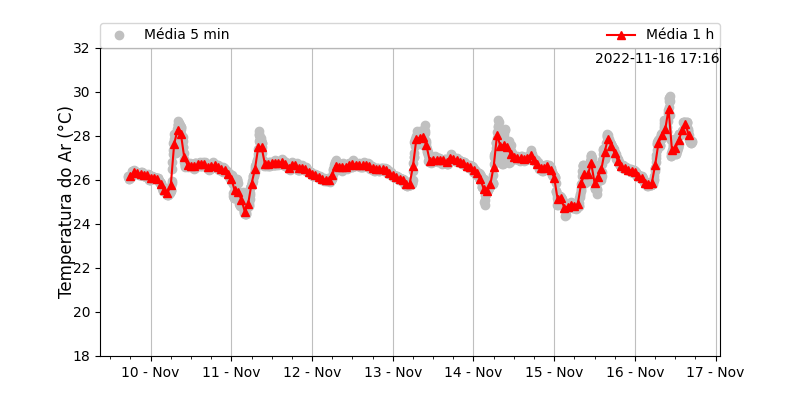 Média 5 min
Média 1 h
2022-11-16 17:16
Temperatura do Ar (°C)
32
30
28
26
24
22
20
18
10 - Nov
11 - Nov
12 - Nov
13 - Nov
14 - Nov
15 - Nov
16 - Nov
17 - Nov